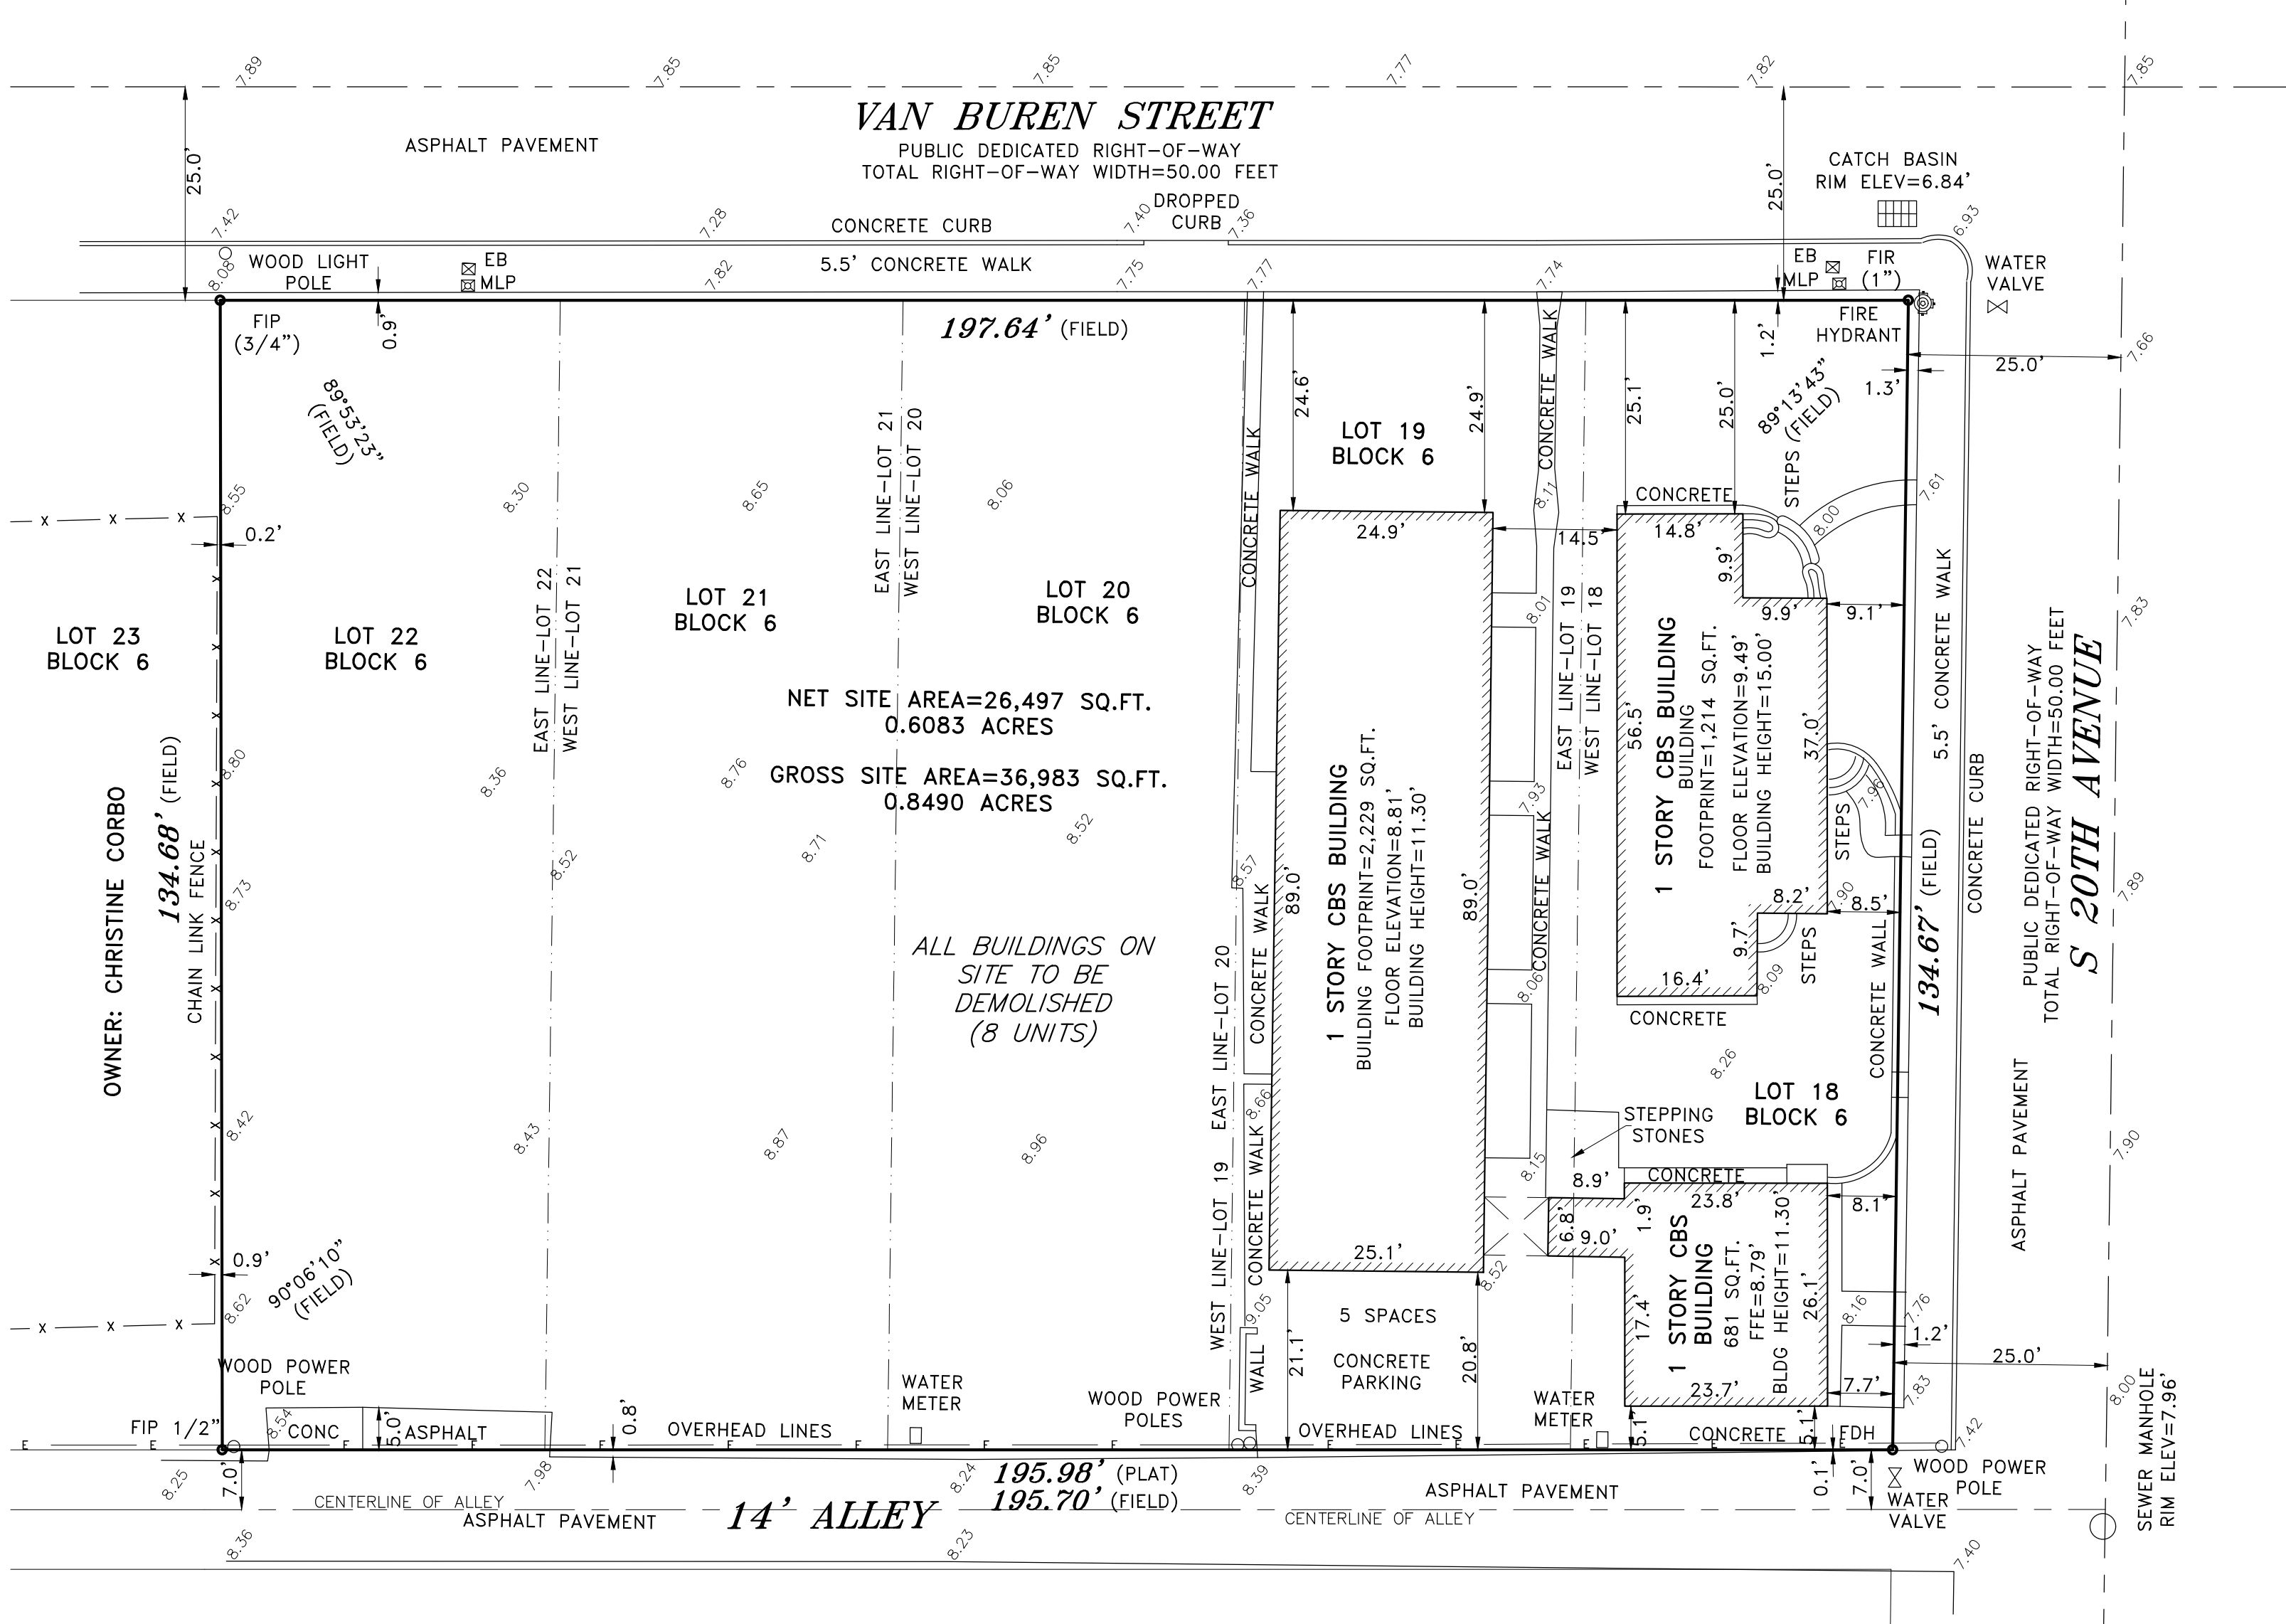 7.89
7.85
7.85
7.77
7.82
7.85
VAN BUREN STREET
PUBLIC DEDICATED RIGHT-OF-WAY
TOTAL RIGHT-OF-WAY WIDTH=50.00 FEET
ASPHALT PAVEMENT
25.0'
25.0'
CATCH BASIN
RIM ELEV=6.84'
DROPPED
CURB
7.42
7.28
CONCRETE CURB
7.40
7.36
6.93
8.08
WOOD LIGHT
POLE
EB
MLP
7.82
5.5' CONCRETE WALK
7.75
7.77
7.74
EB
MLP
FIR
(1")
WATER
VALVE
FIP
(3/4")
0.9'
197.64' (FIELD)
1.2'
FIRE
HYDRANT
7.66
25.0'
1.3'
89°53'23"
(FIELD)
24.6'
24.9'
CONCRETE WALK
25.1'
25.0'
89°13'43"
(FIELD)
LOT 19
BLOCK 6
EAST LINE-LOT 21
WEST LINE-LOT 20
CONCRETE WALK
8.55
8.30
8.65
8.06
8.11
CONCRETE
STEPS
8.00
7.61
0.2'
24.9'
14.5'
14.8'
9.9'
9.9'
9.1'
LOT 23
BLOCK 6
LOT 22
BLOCK 6
EAST LINE-LOT 22
WEST LINE-LOT 21
LOT 21
BLOCK 6
LOT 20
BLOCK 6
8.01
EAST LINE-LOT 19
WEST LINE-LOT 18
7.83
NET SITE AREA=26,497 SQ.FT.
0.6083 ACRES
GROSS SITE AREA=36,983 SQ.FT.
0.8490 ACRES
8.80
8.36
8.76
8.52
8.71
8.52
8.57
8.73
OWNER: CHRISTINE CORBO
134.68' (FIELD)
CHAIN LINK FENCE
89.0'
1 STORY CBS BUILDING
BUILDING FOOTPRINT=2,229 SQ.FT.
FLOOR ELEVATION=8.81'
BUILDING HEIGHT=11.30'
89.0'
7.93
CONCRETE WALK
8.06
56.5'
1 STORY CBS BUILDING
BUILDING
FOOTPRINT=1,214 SQ.FT.
FLOOR ELEVATION=9.49'
BUILDING HEIGHT=15.00'
37.0'
7.96
STEPS
7.90
8.2'
8.5'
9.7'
STEPS
8.09
16.4'
CONCRETE
CONCRETE WALL
134.67' (FIELD)
5.5' CONCRETE WALK
CONCRETE CURB
PUBLIC DEDICATED RIGHT-OF-WAY
TOTAL RIGHT-OF-WAY WIDTH=50.00 FEET
S 20TH AVENUE
7.89
ALL BUILDINGS ON
SITE TO BE
DEMOLISHED
(8 UNITS)
CONCRETE WALK
WEST LINE-LOT 19
EAST LINE-LOT 20
8.66
CONCRETE WALK
8.26
LOT 18
BLOCK 6
STEPPING
STONES
ASPHALT PAVEMENT
7.90
8.42
8.43
8.87
8.96
8.15
8.9'
CONCRETE
23.8'
8.1'
6.8'
9.0'
1.9'
1 STORY CBS
BUILDING
681 SQ.FT.
FFE=8.79'
BLDG HEIGHT=11.30'
26.1'
17.4'
23.7'
25.1'
8.52
0.9'
90°06'10"
(FIELD)
8.62
9.05
WALL
21.1'
5 SPACES
CONCRETE
PARKING
20.8'
8.16
7.76
1.2'
25.0'
7.7'
7.83
8.00
SEWER MANHOLE
RIM ELEV=7.96'
WOOD POWER
POLE
FIP 1/2"
8.54
CONC
5.0'
ASPHALT
0.8'
OVERHEAD LINES
WATER
METER
WOOD POWER
POLES
OVERHEAD LINES
WATER
METER
5.1'
CONCRETE
5.1'
FDH
7.42
8.25
7.0'
7.98
8.24
195.98' (PLAT)
195.70' (FIELD)
8.39
ASPHALT PAVEMENT
0.1'
7.0'
WOOD POWER
POLE
WATER
VALVE
CENTERLINE OF ALLEY
ASPHALT PAVEMENT
14' ALLEY
CENTERLINE OF ALLEY
8.36
8.23
7.40